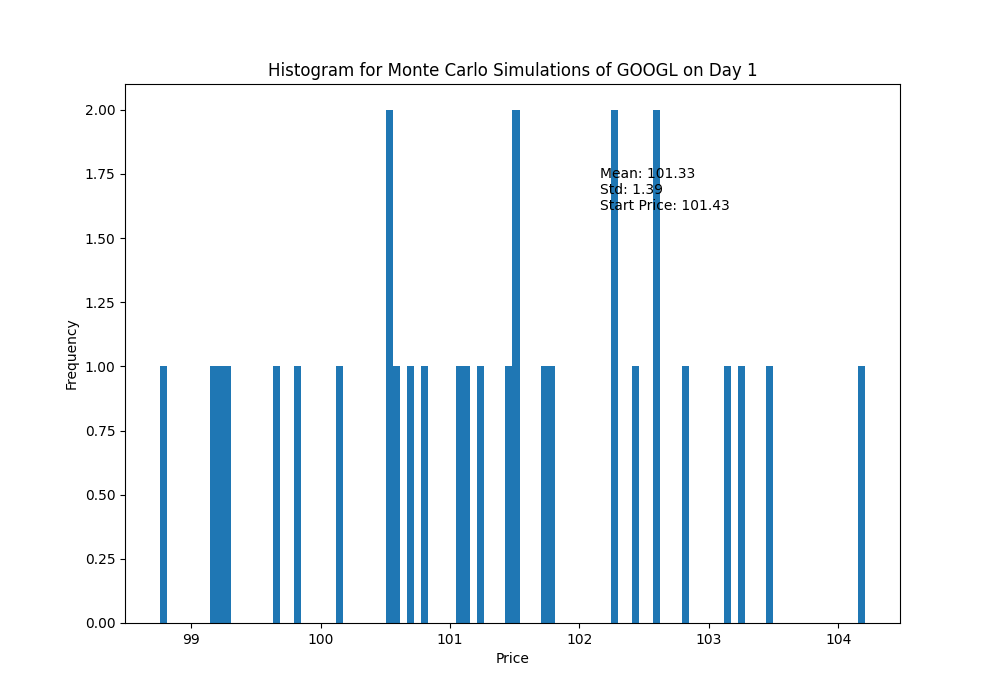 Histogram for Monte Carlo Simulations of GOOGL on Day 1
2.00
1.75
1.50
1.25
1.00
0.75
0.50
0.25
0.00
Frequency
Mean: 101.33
Std: 1.39
Start Price: 101.43
99 100 101 102 103 104
Price